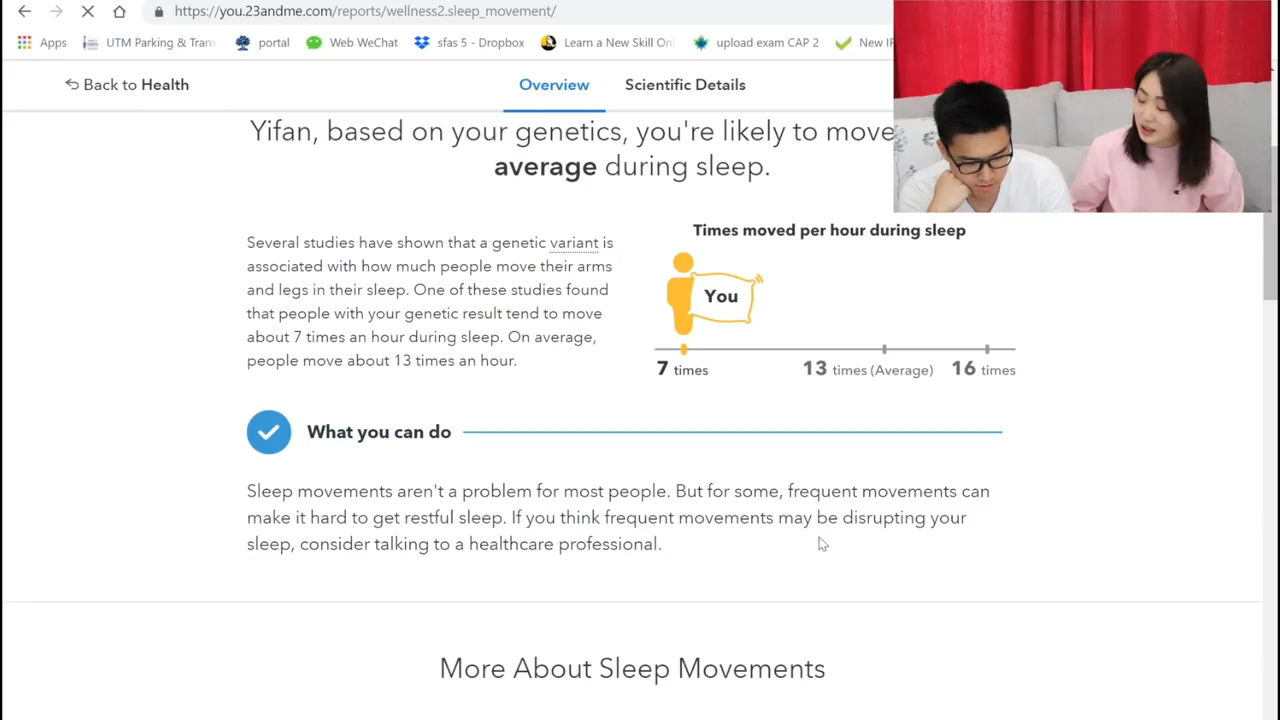 https://you.23andme.com/reports/wellness2.sleep_movement/
Apps UTM Parking & Trans portal Web WeChat sfas 5 - Dropbox Learn a New Skill Onl upload exam CAP 2 New IF
Back to Health Overview Scientific Details
Yifan, based on your genetics, you're likely to move
average during sleep.
Several studies have shown that a genetic variant is
associated with how much people move their arms
and legs in their sleep. One of these studies found
that people with your genetic result tend to move
about 7 times an hour during sleep. On average,
people move about 13 times an hour.
Times moved per hour during sleep
You
7 times 13 times (Average) 16 times
What you can do
Sleep movements aren't a problem for most people. But for some, frequent movements can
make it hard to get restful sleep. If you think frequent movements may be disrupting your
sleep, consider talking to a healthcare professional.
More About Sleep Movements